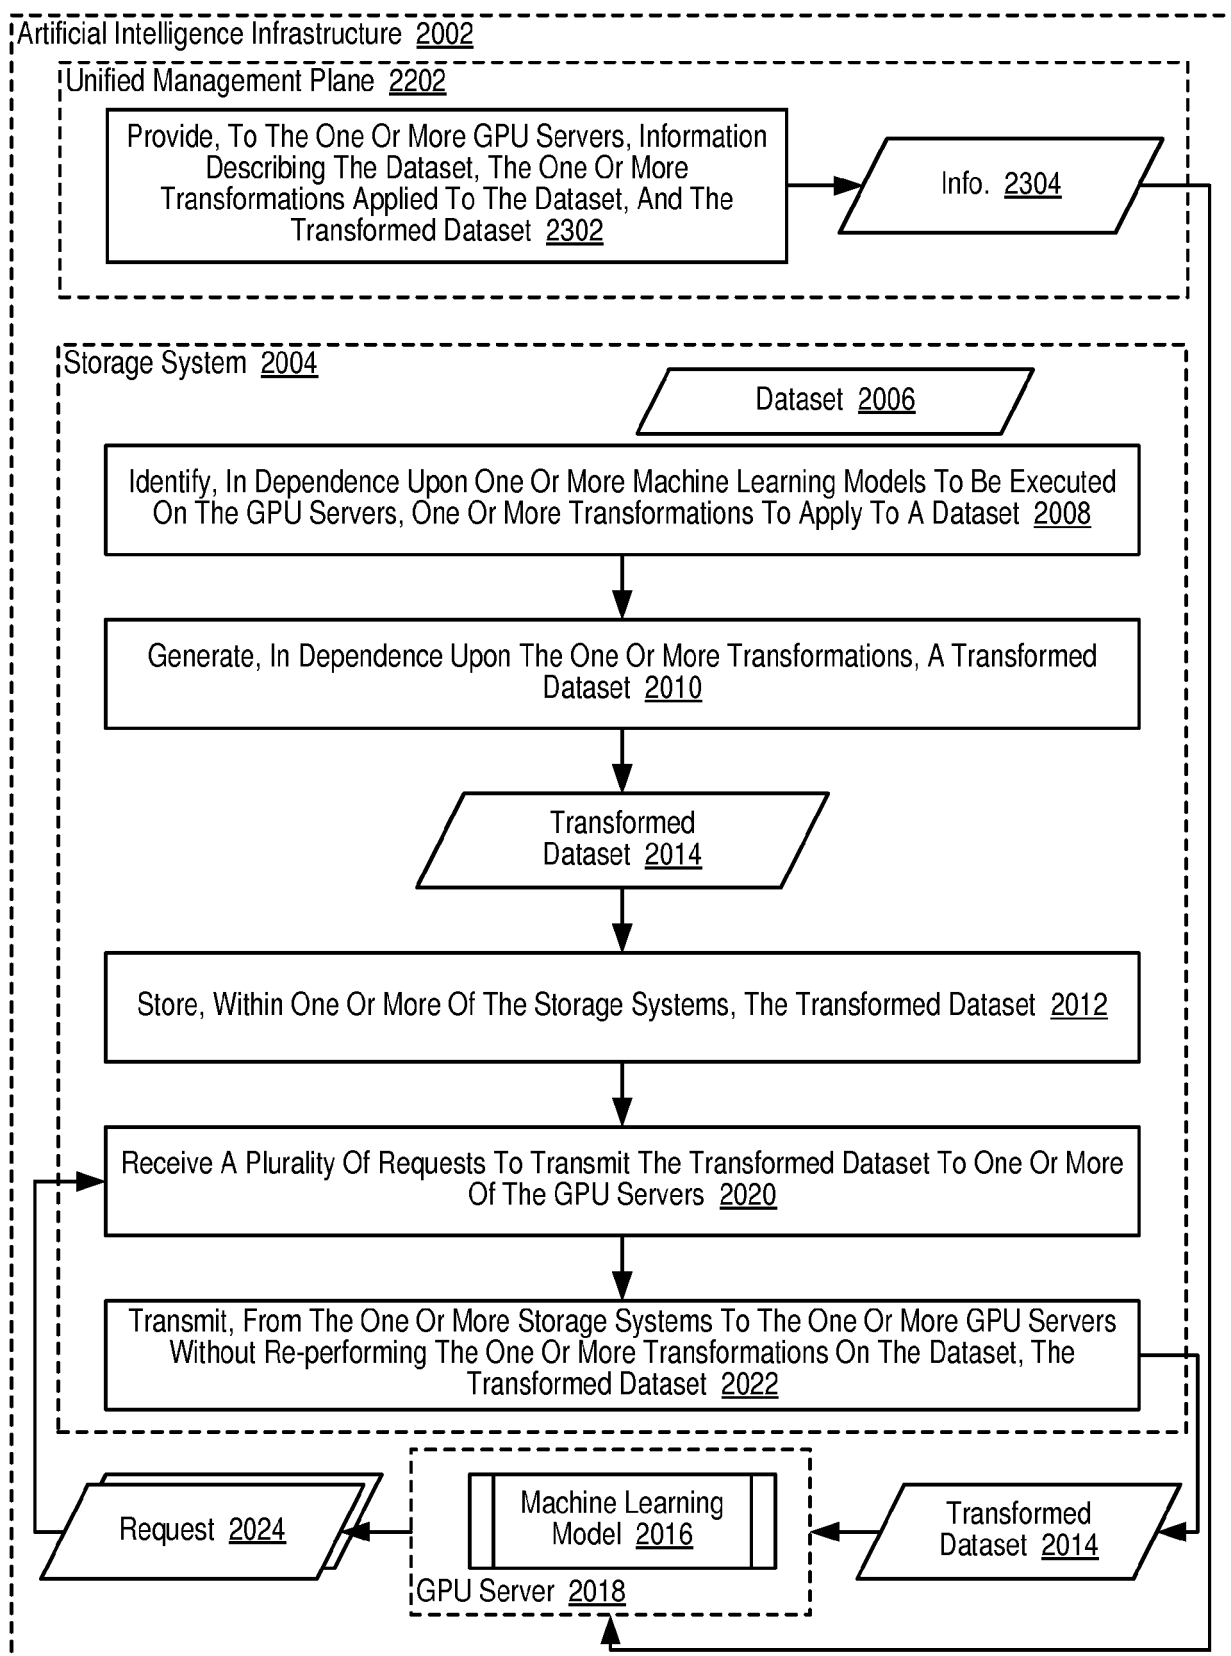 Artificial Intelligence Infrastructure 2002
Unified Management Plane 2202
Provide, To The One Or More GPU Servers, Information
Describing The Dataset, The One Or More
Transformations Applied To The Dataset, And The
Transformed Dataset 2302
Info. 2304
Storage System 2004
Dataset 2006
Identify, In Dependence Upon One Or More Machine Learning Models To Be Executed
On The GPU Servers, One Or More Transformations To Apply To A Dataset 2008
Generate, In Dependence Upon The One Or More Transformations, A Transformed
Dataset 2010
Transformed
Dataset 2014
Store, Within One Or More Of The Storage Systems, The Transformed Dataset 2012
Receive A Plurality Of Requests To Transmit The Transformed Dataset To One Or More
Of The GPU Servers 2020
Transmit, From The One Or More Storage Systems To The One Or More GPU Servers
Without Re-performing The One Or More Transformations On The Dataset, The
Transformed Dataset 2022
Request 2024
Machine Learning
Model 2016
GPU Server 2018
Transformed
Dataset 2014